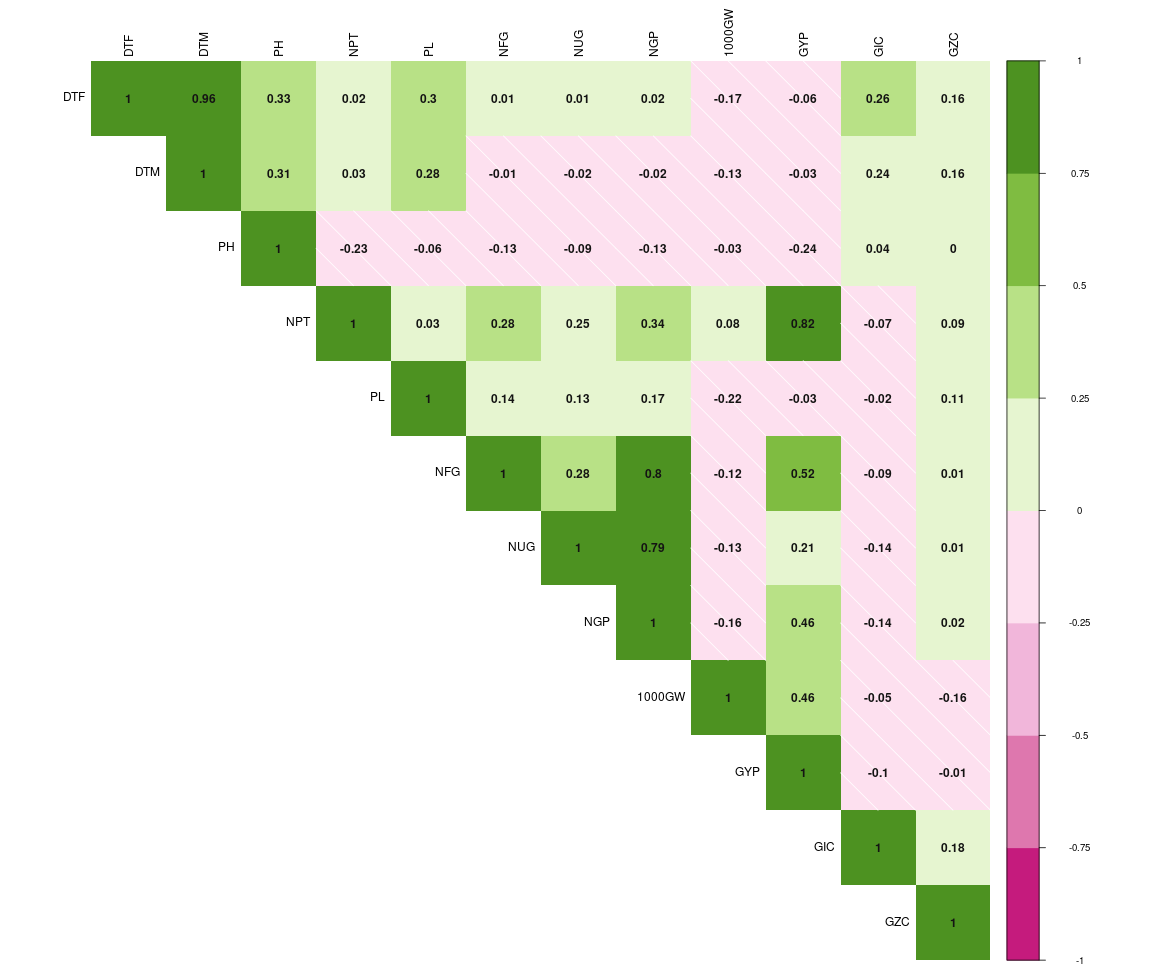 DTF DTM PH NPT PL NFG NUG NGP 1000GW GYP GIC GZC
DTF 1 0.96 0.33 0.02 0.3 0.01 0.01 0.02 -0.17 -0.06 0.26 0.16
DTM 1 0.31 0.03 0.28 -0.01 -0.02 -0.02 -0.13 -0.03 0.24 0.16
PH 1 -0.23 -0.06 -0.13 -0.09 -0.13 -0.03 -0.24 0.04 0
NPT 1 0.03 0.28 0.25 0.34 0.08 0.82 -0.07 0.09
PL 1 0.14 0.13 0.17 -0.22 -0.03 -0.02 0.11
NFG 1 0.28 0.8 -0.12 0.52 -0.09 0.01
NUG 1 0.79 -0.13 0.21 -0.14 0.01
NGP 1 -0.16 0.46 -0.14 0.02
1000GW 1 0.46 -0.05 -0.16
GYP 1 -0.1 -0.01
GIC 1 0.18
GZC 1
1
0.75
0.5
0.25
0
-0.25
-0.5
-0.75
-1